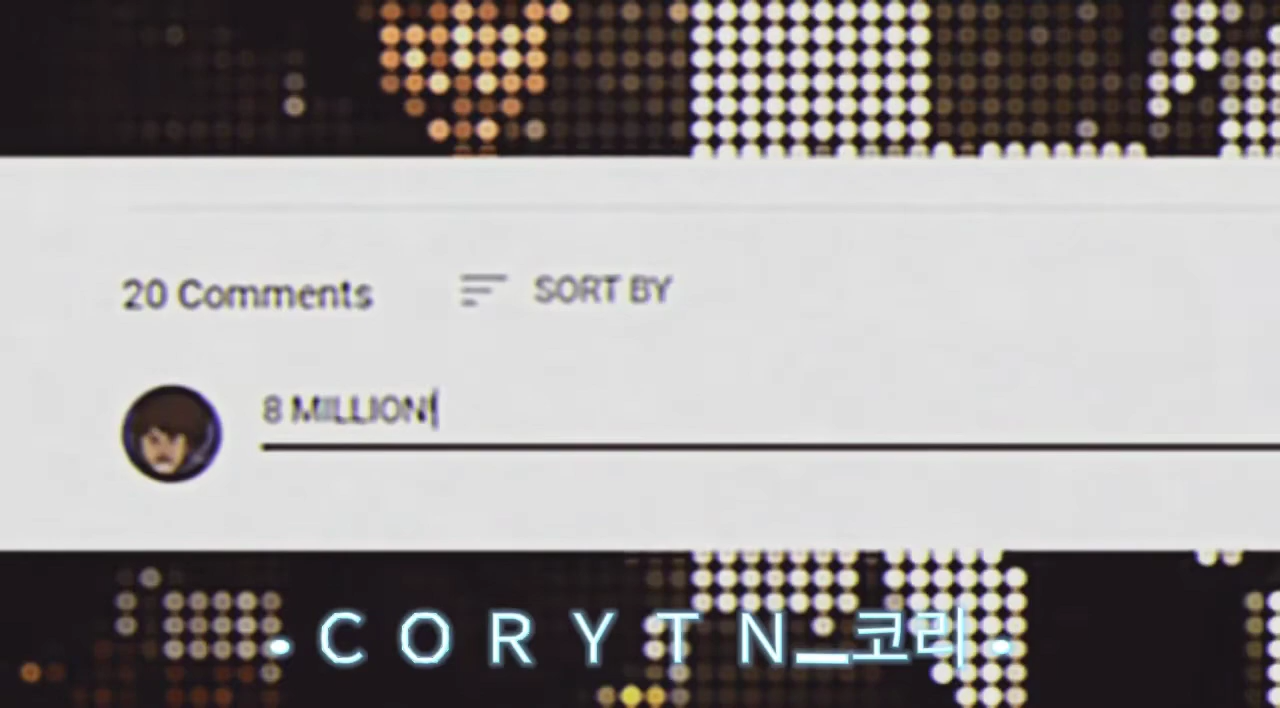 20 Comments
SORT BY
8 MILLION
• C O R Y T N_코리 •